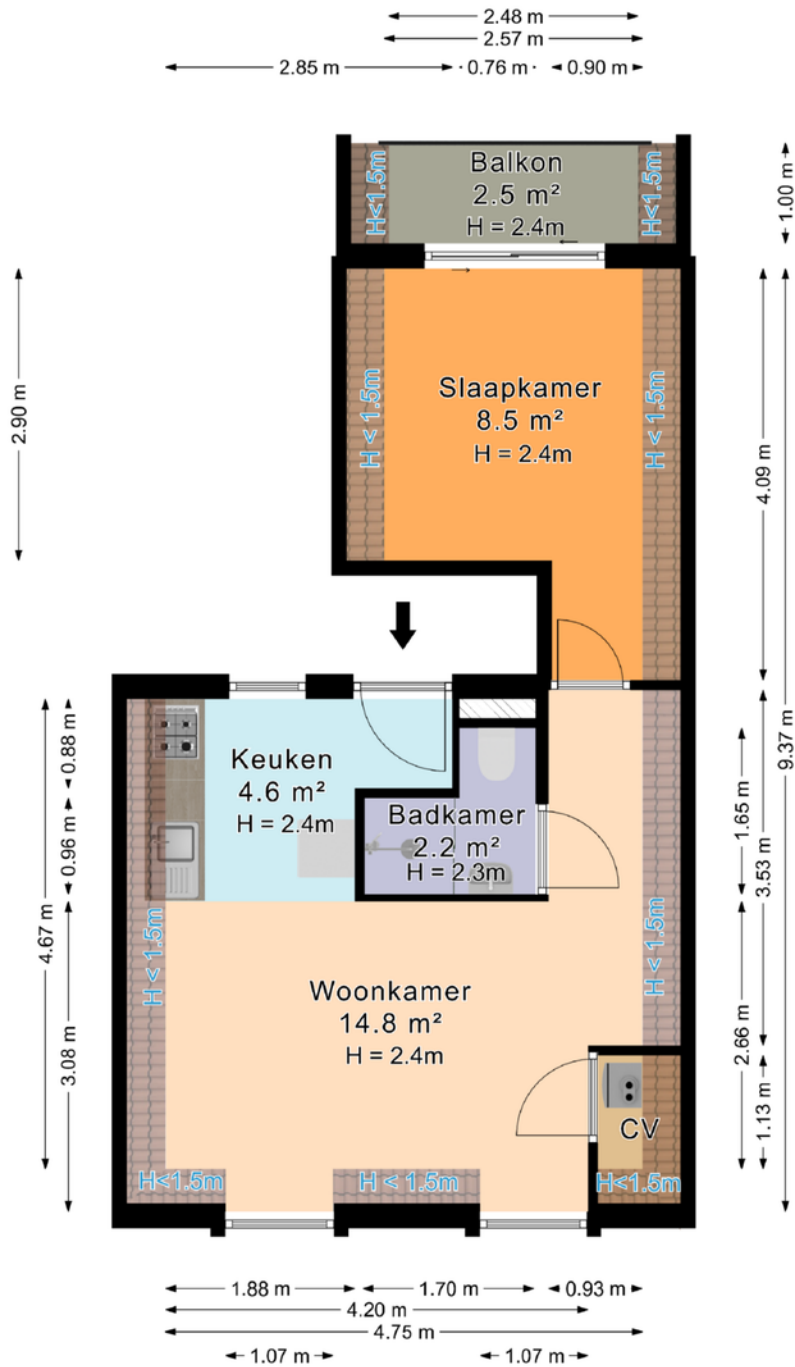 2.48 m
2.57 m
2.85 m
0.76 m
0.90 m
Balkon
2.5 m²
H = 2.4m
H<1.5m
H<1.5m
1.00 m
Slaapkamer
8.5 m²
H = 2.4m
H < 1.5m
H < 1.5m
2.90 m
4.09 m
9.37 m
Keuken
4.6 m²
H = 2.4m
Badkamer
2.2 m²
H = 2.3m
0.88 m
0.96 m
4.67 m
3.08 m
1.65 m
3.53 m
2.66 m
1.13 m
H < 1.5m
H < 1.5m
Woonkamer
14.8 m²
H = 2.4m
CV
H<1.5m
H < 1.5m
H<1.5m
1.88 m
1.70 m
0.93 m
4.20 m
4.75 m
1.07 m
1.07 m